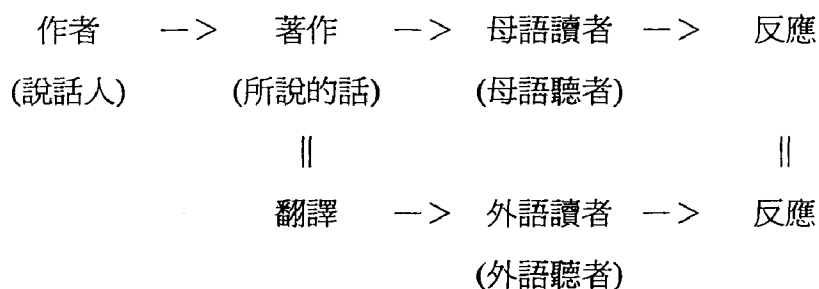 作者 —> 著作 —> 母語讀者 —> 反應
(說話人) (所說的話) (母語聽者)
‖ ‖
翻譯 —> 外語讀者 —> 反應
(外語聽者)